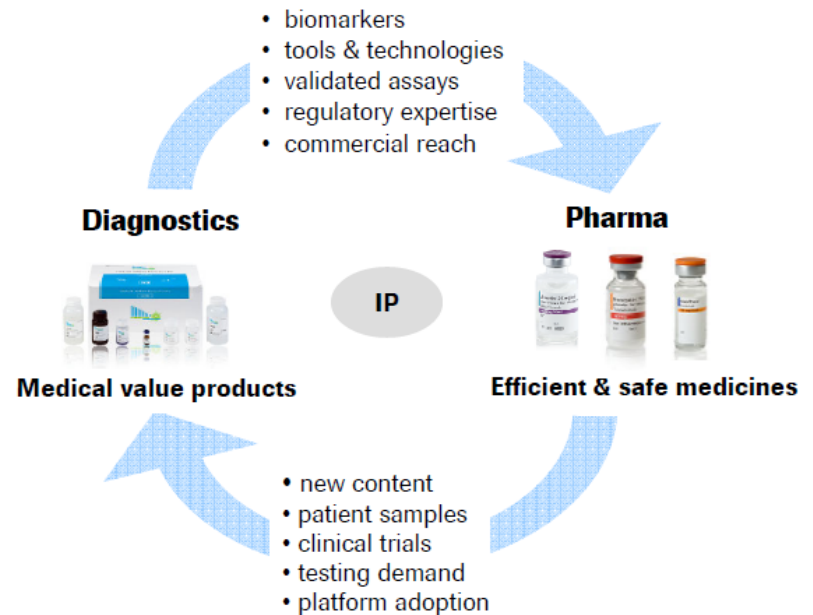 • biomarkers
• tools & technologies
• validated assays
• regulatory expertise
• commercial reach
Diagnostics
Pharma
IP
Medical value products
Efficient & safe medicines
• new content
• patient samples
• clinical trials
• testing demand
• platform adoption